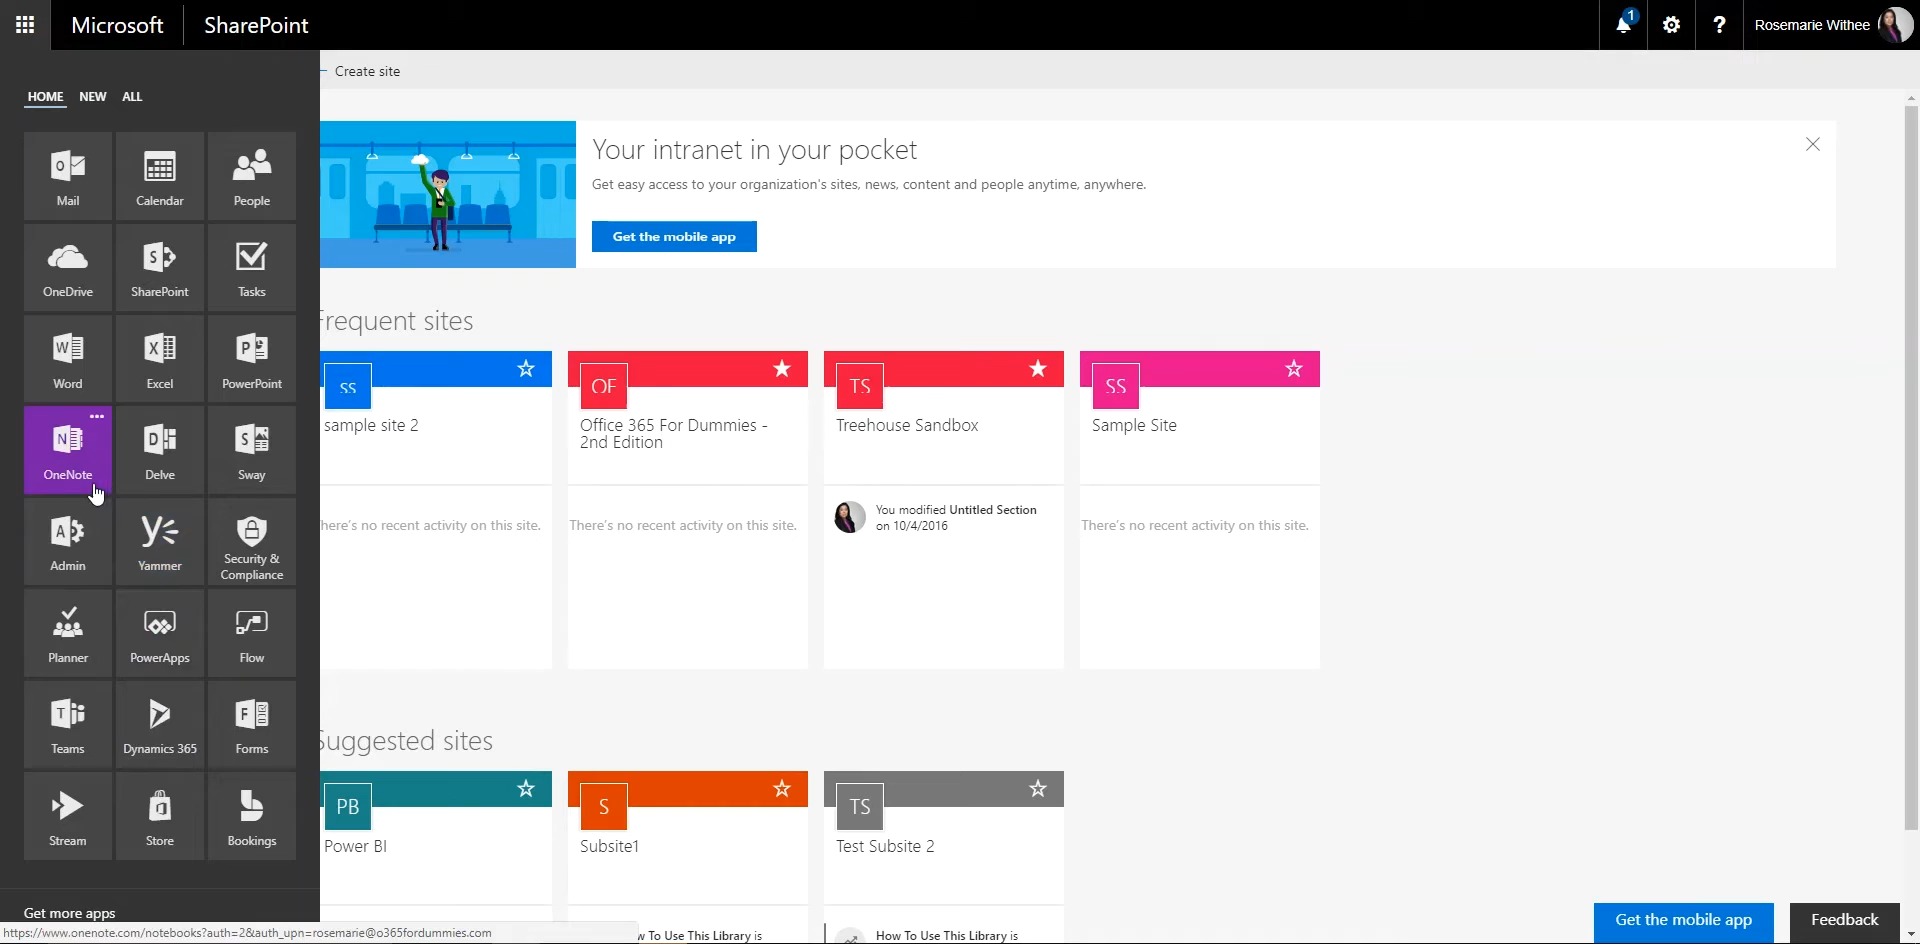 Microsoft
SharePoint
1
?
Rosemarie Withee
HOME NEW ALL
Mail
Calendar
People
OneDrive
SharePoint
Tasks
Word
Excel
PowerPoint
OneNote
Delve
Sway
Admin
Yammer
Security &
Compliance
Planner
PowerApps
Flow
Teams
Dynamics 365
Forms
Stream
Store
Bookings
Get more apps
https://www.onenote.com/notebooks?auth=2&auth_upn=rosemarie@o365fordummies.com
Create site
Your intranet in your pocket
Get easy access to your organization's sites, news, content and people anytime, anywhere.
Get the mobile app
Frequent sites
SS
sample site 2
here's no recent activity on this site.
OF
Office 365 For Dummies -
2nd Edition
There's no recent activity on this site.
TS
Treehouse Sandbox
You modified Untitled Section
on 10/4/2016
SS
Sample Site
There's no recent activity on this site.
Suggested sites
PB
Power BI
w To Use This Library is
S
Subsite1
TS
Test Subsite 2
How To Use This Library is
Get the mobile app
Feedback